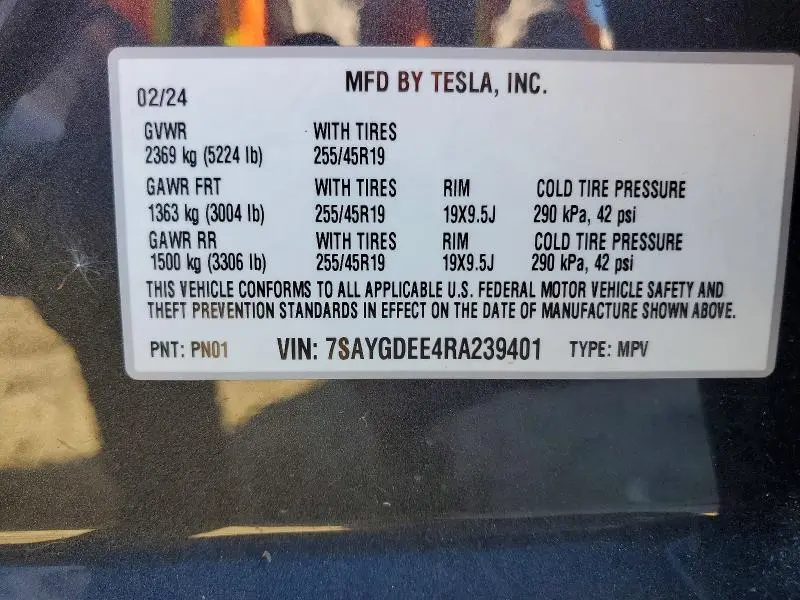 MFD BY TESLA, INC.
02/24
GVWR WITH TIRES
2369 kg (5224 lb) 255/45R19
GAWR FRT WITH TIRES RIM COLD TIRE PRESSURE
1363 kg (3004 lb) 255/45R19 19X9.5J 290 kPa, 42 psi
GAWR RR WITH TIRES RIM COLD TIRE PRESSURE
1500 kg (3306 lb) 255/45R19 19X9.5J 290 kPa, 42 psi
THIS VEHICLE CONFORMS TO ALL APPLICABLE U.S. FEDERAL MOTOR VEHICLE SAFETY AND
THEFT PREVENTION STANDARDS IN EFFECT ON THE DATE OF MANUFACTURE SHOWN ABOVE.
PNT: PN01 VIN: 7SAYGDEE4RA239401 TYPE: MPV